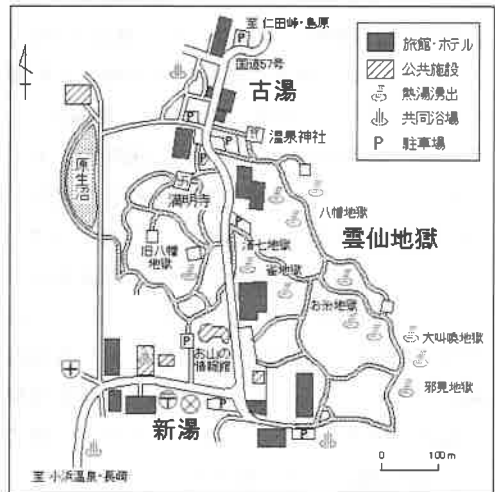 至 仁田峠・島原
P
国道57号
古湯
P
温泉神社
P
原生沼
満明寺
八幡地獄
雲仙地獄
旧八幡
地獄
清七地獄
雀地獄
お治地獄
大叫喚地獄
邪見地獄
P
お山の
情報館
新湯
P
P
至 小浜温泉・長崎
0 100m
旅館・ホテル
公共施設
熱湯湧出
共同浴場
P 駐車場